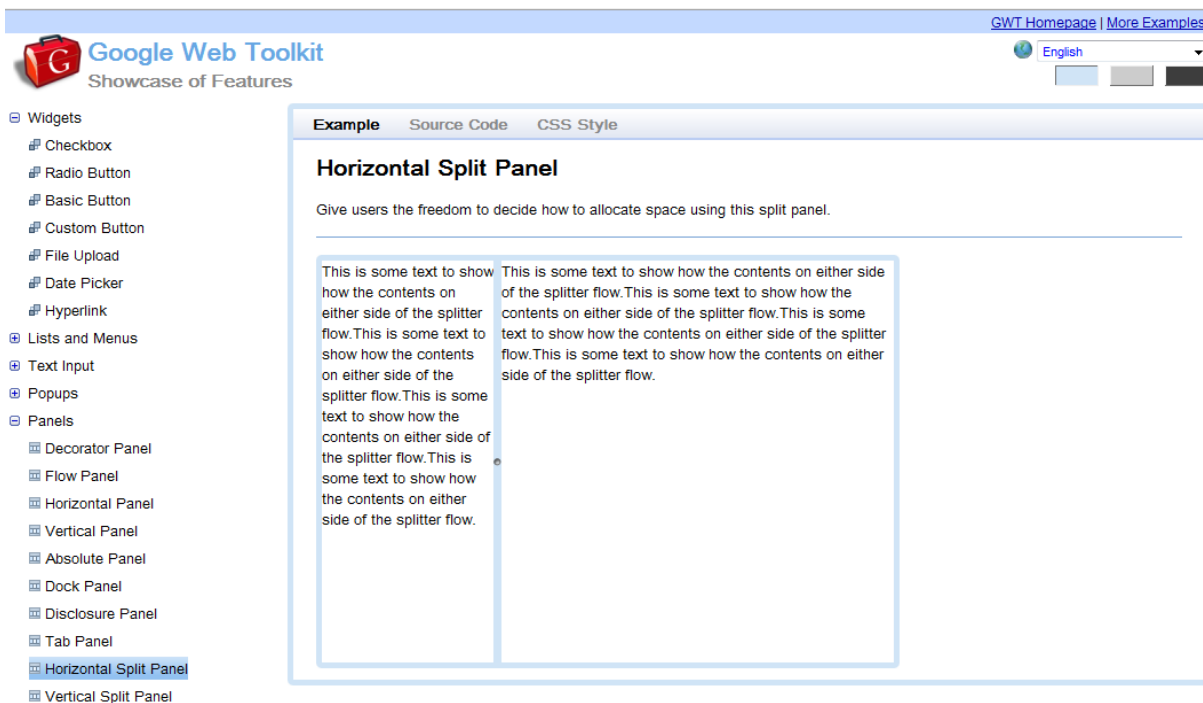 GWT Homepage | More Examples
Google Web Toolkit
Showcase of Features
English
G
Widgets
Checkbox
Radio Button
Basic Button
Custom Button
File Upload
Date Picker
Hyperlink
Lists and Menus
Text Input
Popups
Panels
Decorator Panel
Flow Panel
Horizontal Panel
Vertical Panel
Absolute Panel
Dock Panel
Disclosure Panel
Tab Panel
Horizontal Split Panel
Vertical Split Panel
Example Source Code CSS Style
Horizontal Split Panel
Give users the freedom to decide how to allocate space using this split panel.
This is some text to show
how the contents on
either side of the splitter
flow.This is some text to
show how the contents
on either side of the
splitter flow.This is some
text to show how the
contents on either side of
the splitter flow.This is
some text to show how
the contents on either
side of the splitter flow.
This is some text to show how the contents on either side
of the splitter flow.This is some text to show how the
contents on either side of the splitter flow.This is some
text to show how the contents on either side of the splitter
flow.This is some text to show how the contents on either
side of the splitter flow.